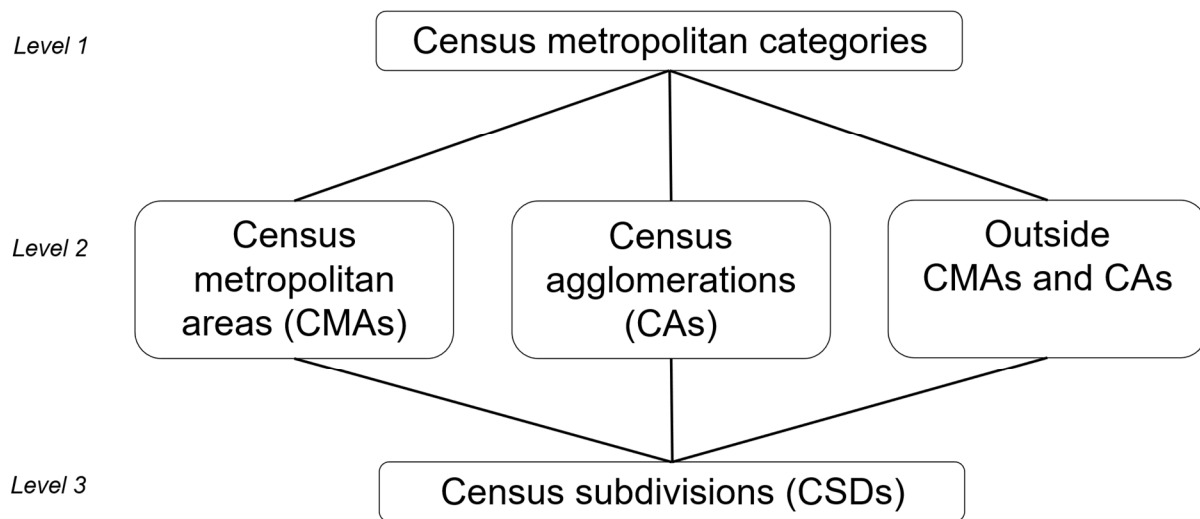 Level 1
Census metropolitan categories
Level 2
Census
metropolitan
areas (CMAs)
Census
agglomerations
(CAs)
Outside
CMAs and CAs
Level 3
Census subdivisions (CSDs)